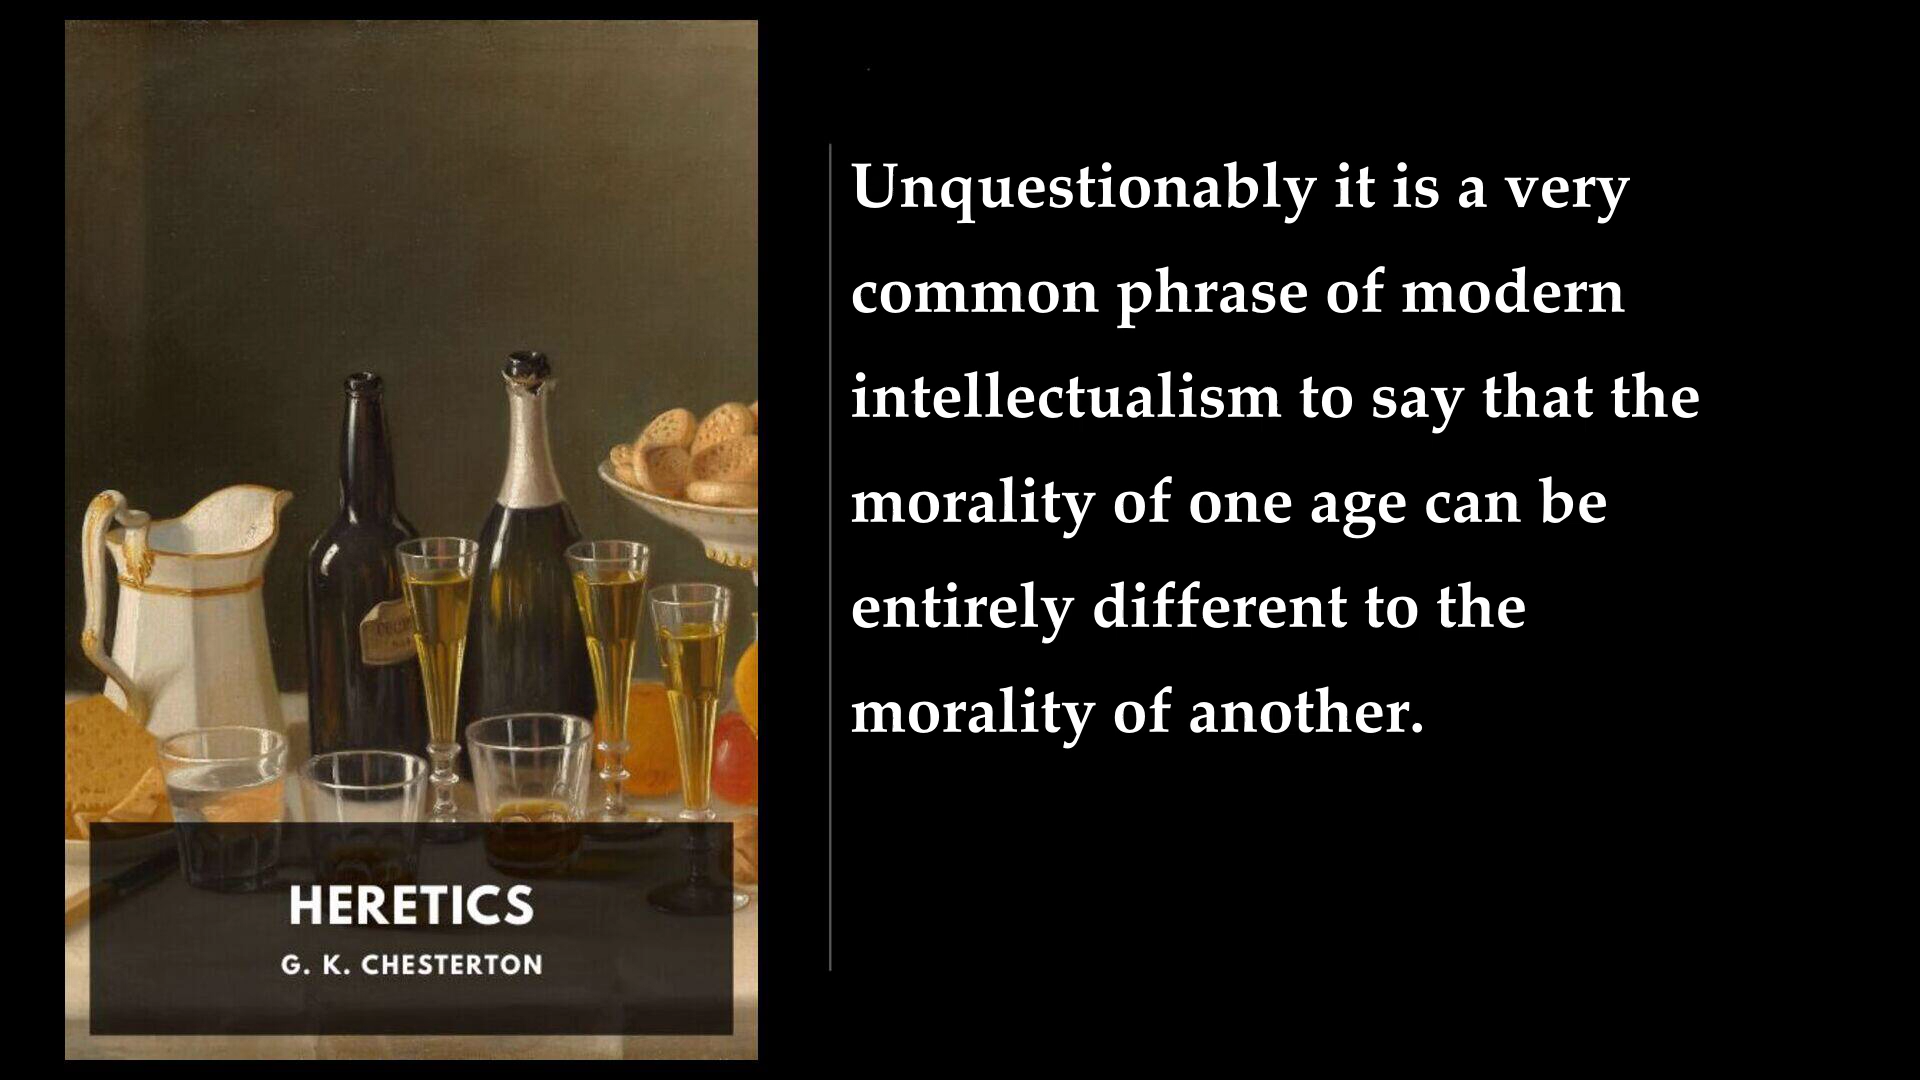 Unquestionably it is a very
common phrase of modern
intellectualism to say that the
morality of one age can be
entirely different to the
morality of another.
HERETICS
G. K. CHESTERTON